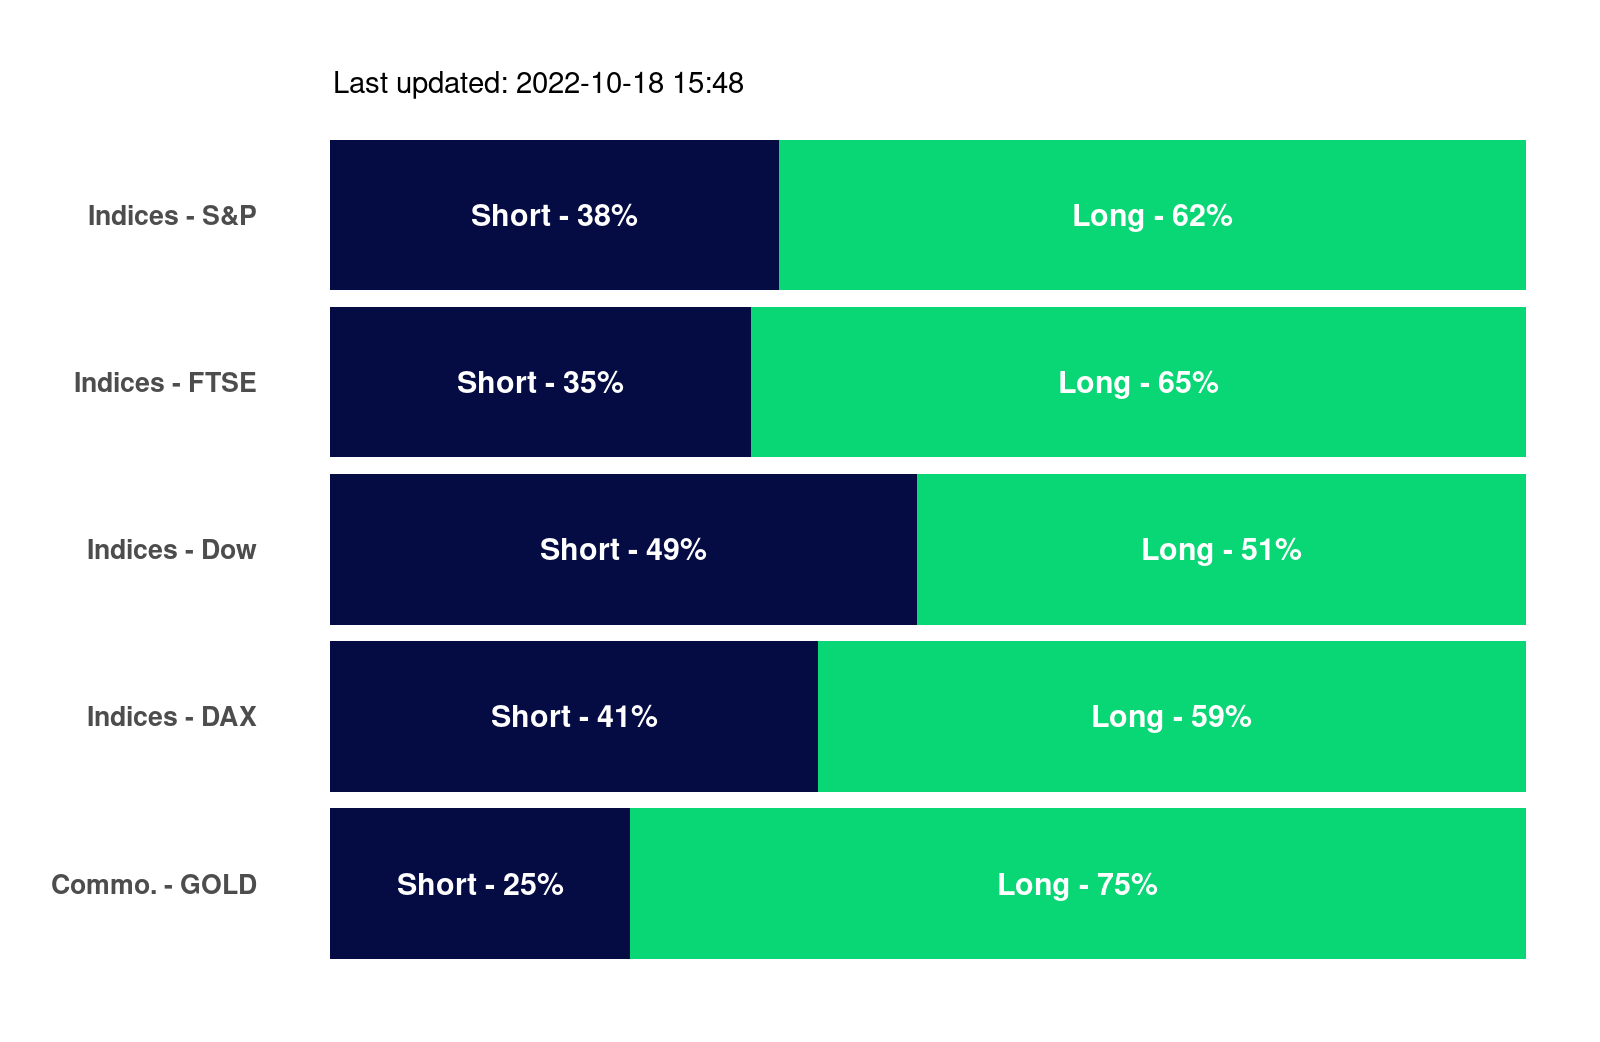 Last updated: 2022-10-18 15:48
Indices - S&P Short - 38% Long - 62%
Indices - FTSE Short - 35% Long - 65%
Indices - Dow Short - 49% Long - 51%
Indices - DAX Short - 41% Long - 59%
Commo. - GOLD Short - 25% Long - 75%